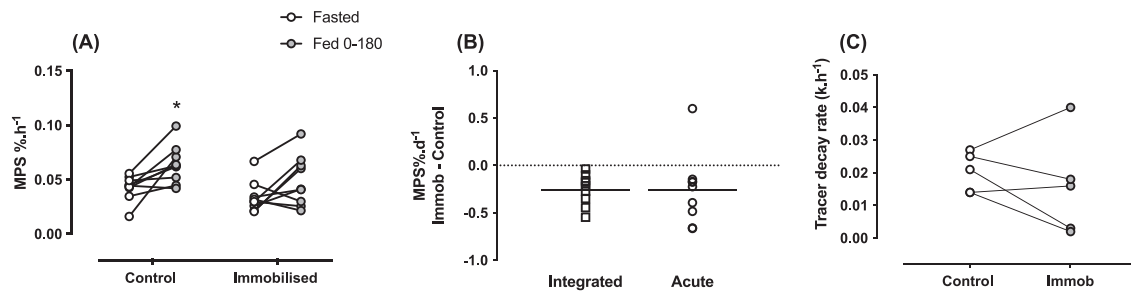 Fasted
Fed 0-180
(A)
(B)
(C)
MPS %.h⁻¹
0.15
0.10
0.05
0.00
*
Control
Immobilised
MPS%.d⁻¹
Immob - Control
1.0
0.5
0.0
-0.5
-1.0
Integrated
Acute
Tracer decay rate (k.h⁻¹)
0.05
0.04
0.03
0.02
0.01
0.00
Control
Immob